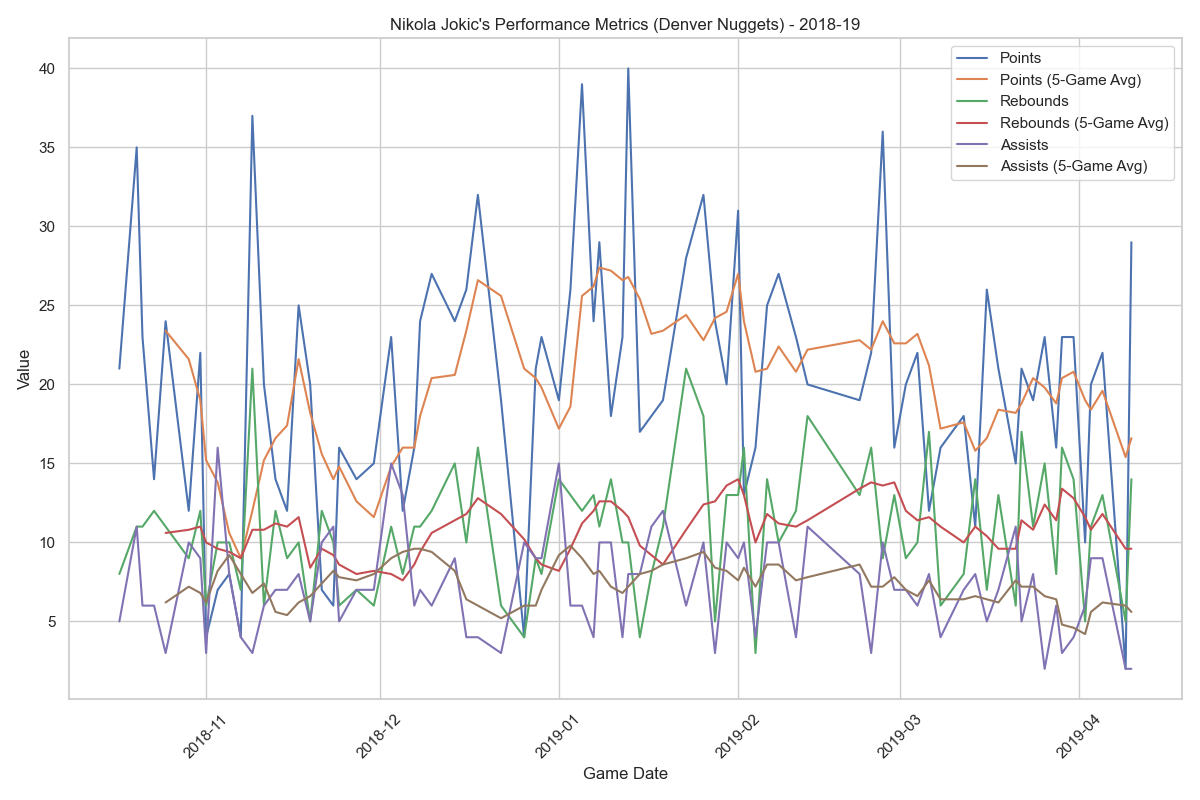 Nikola Jokic's Performance Metrics (Denver Nuggets) - 2018-19
Points
Points (5-Game Avg)
Rebounds
Rebounds (5-Game Avg)
Assists
Assists (5-Game Avg)
Value
40
35
30
25
20
15
10
5
2018-11
2018-12
2019-01
2019-02
2019-03
2019-04
Game Date